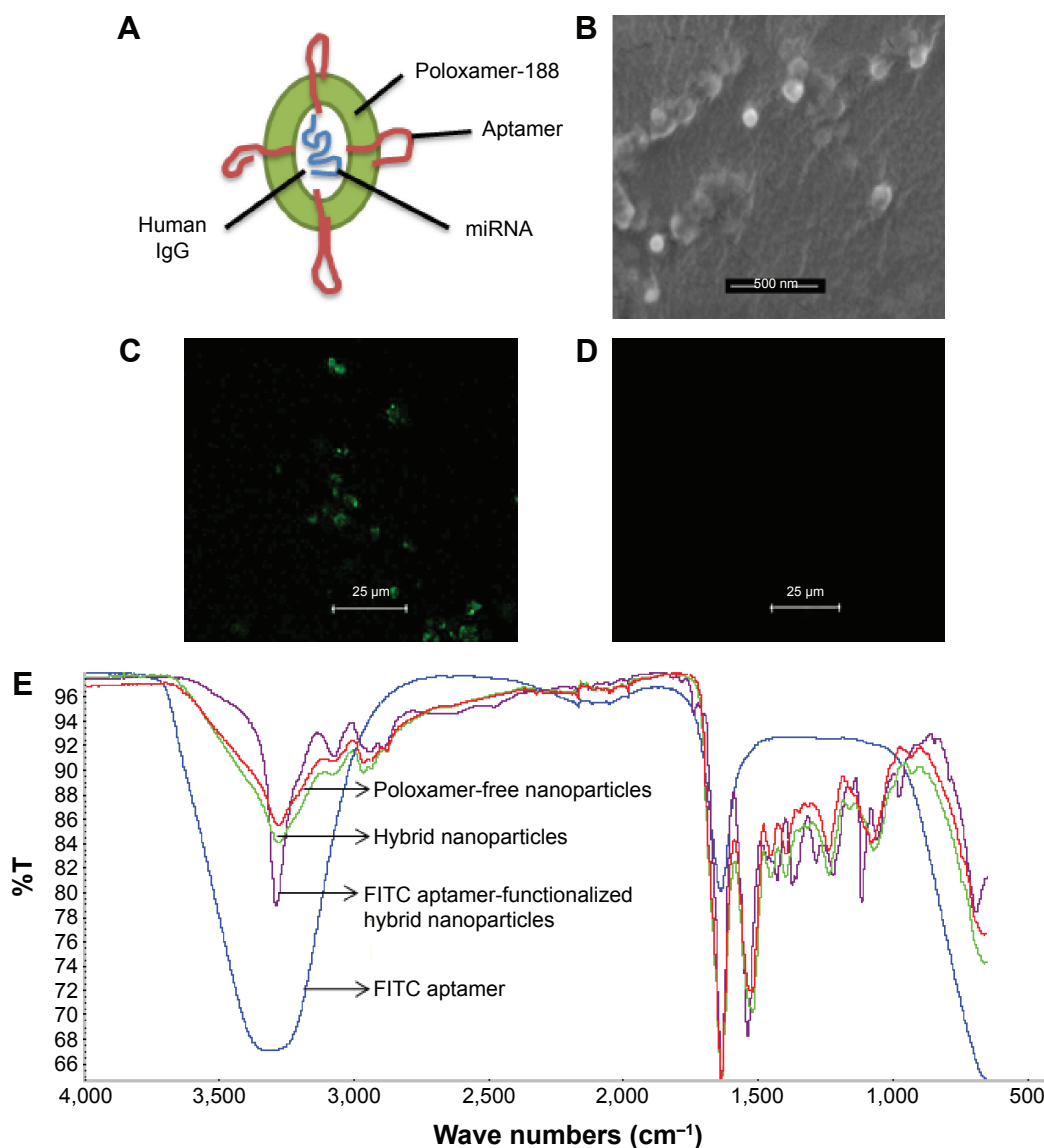 A
Poloxamer-188
Aptamer
Human
IgG
miRNA
B
500 nm
C
25 µm
D
25 µm
E
96
94
92
90
88
86
84
82
80
78
76
74
72
70
68
66
%T
Poloxamer-free nanoparticles
Hybrid nanoparticles
FITC aptamer-functionalized
hybrid nanoparticles
FITC aptamer
4,000
3,500
3,000
2,500
2,000
1,500
1,000
500
Wave numbers (cm⁻¹)